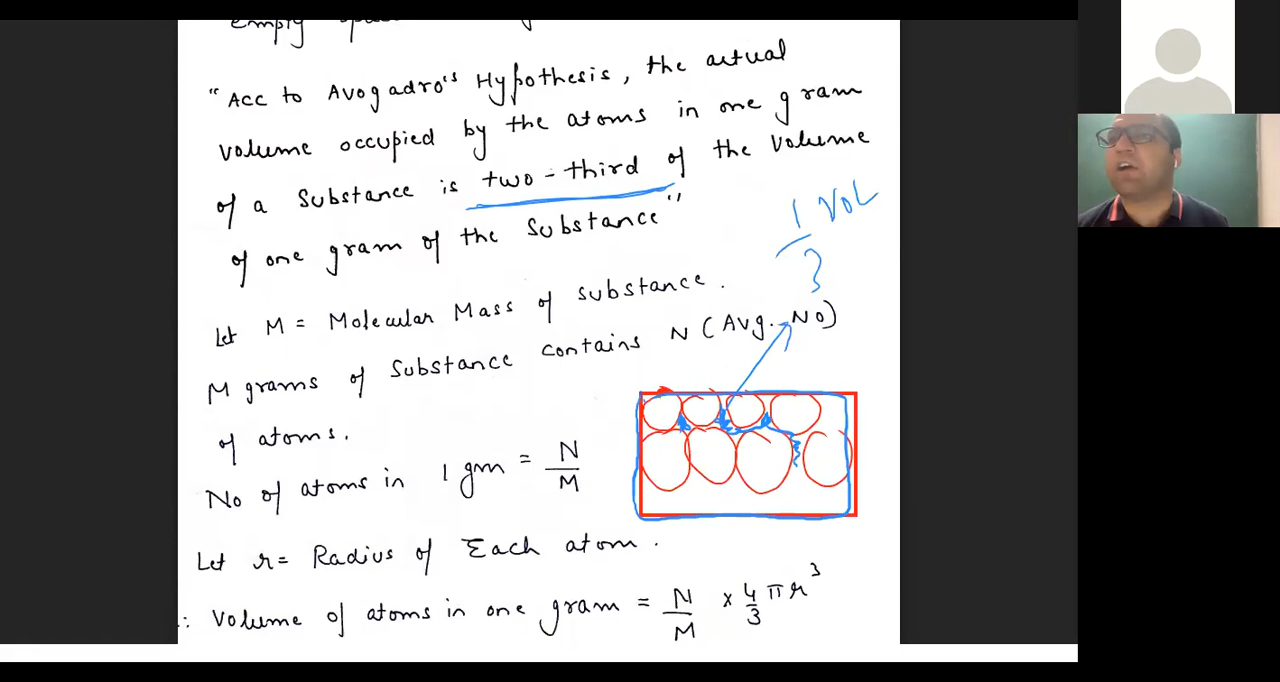 empty
"Acc to Avogadro's Hypothesis, the actual
volume occupied by the atoms in one gram
of a Substance is two-third of the volume
of one gram of the Substance"
1 VOL
3
Let M = Molecular Mass of substance.
M grams of Substance contains N (Avg. NO)
of atoms.
No of atoms in 1 gm = N/M
Let r = Radius of Each atom.
∴ Volume of atoms in one gram = N/M × 4/3 πr³